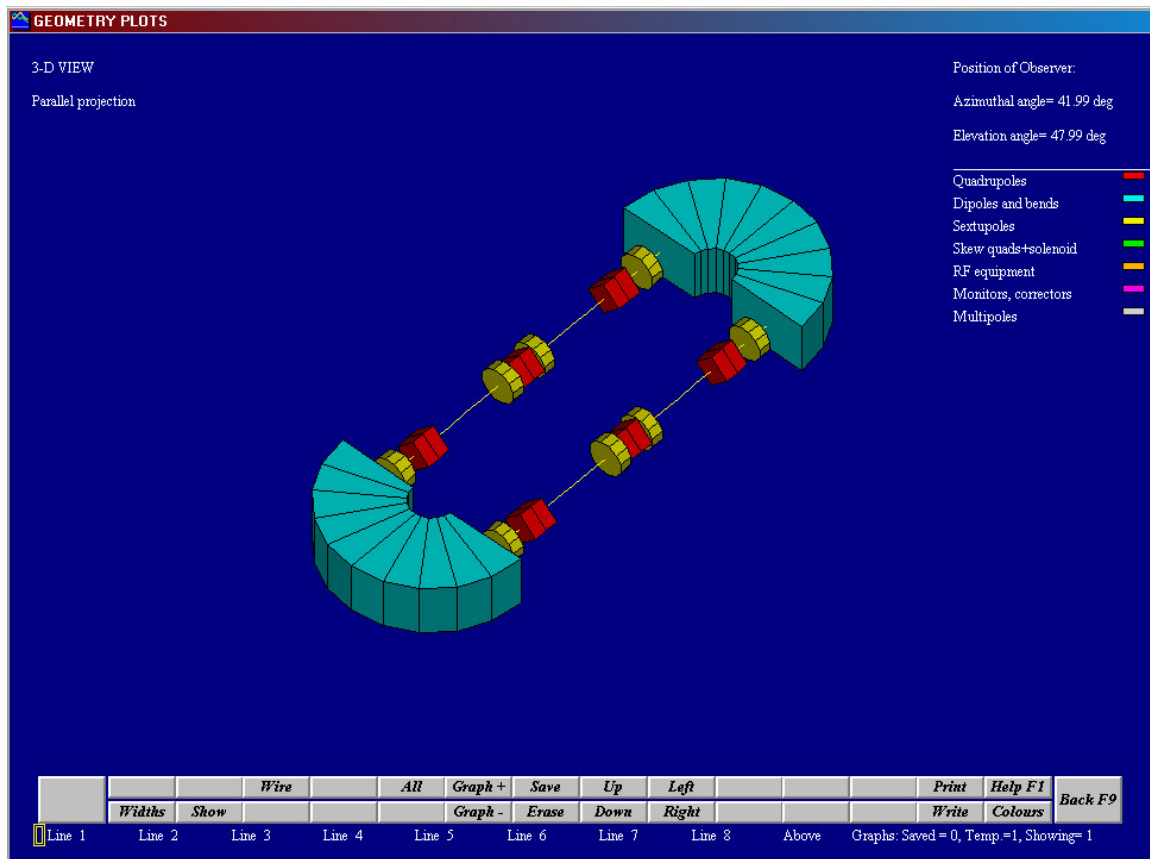 GEOMETRY PLOTS
3-D VIEW
Parallel projection
Position of Observer:
Azimuthal angle= 41.99 deg
Elevation angle= 47.99 deg
Quadrupoles
Dipoles and bends
Sextupoles
Skew quads+solenoid
RF equipment
Monitors, correctors
Multipoles
Wire All Graph + Save Up Left Print Help F1
Widths Show Graph - Erase Down Right Write Colours Back F9
Line 1 Line 2 Line 3 Line 4 Line 5 Line 6 Line 7 Line 8 Above Graphs: Saved = 0, Temp.=1, Showing= 1